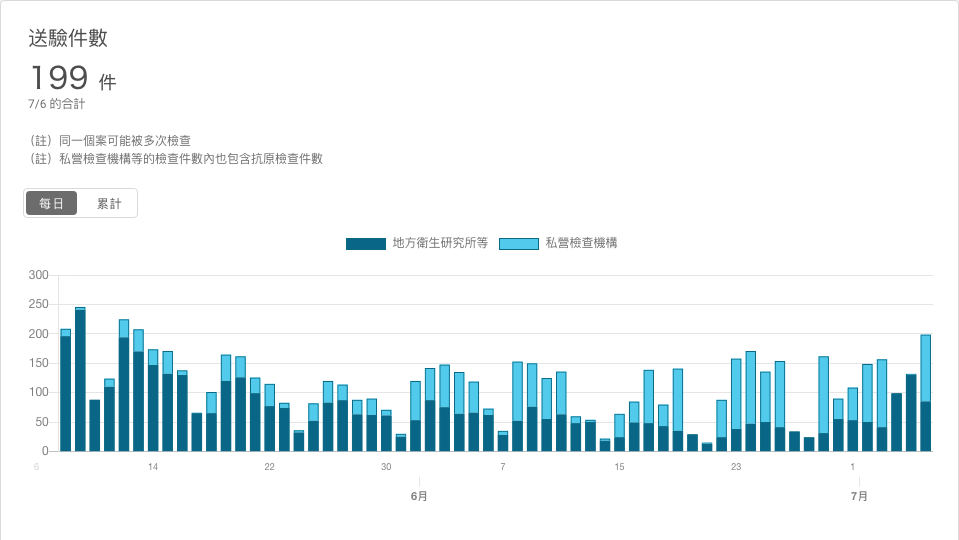 送驗件數
199 件
7/6 的合計
（註）同一個案可能被多次檢查
（註）私營檢查機構等的檢查件數內也包含抗原檢查件數
每日 累計
地方衛生研究所等 私營檢查機構
300
250
200
150
100
50
0
6 14 22 30 7 15 23 1
6月 7月